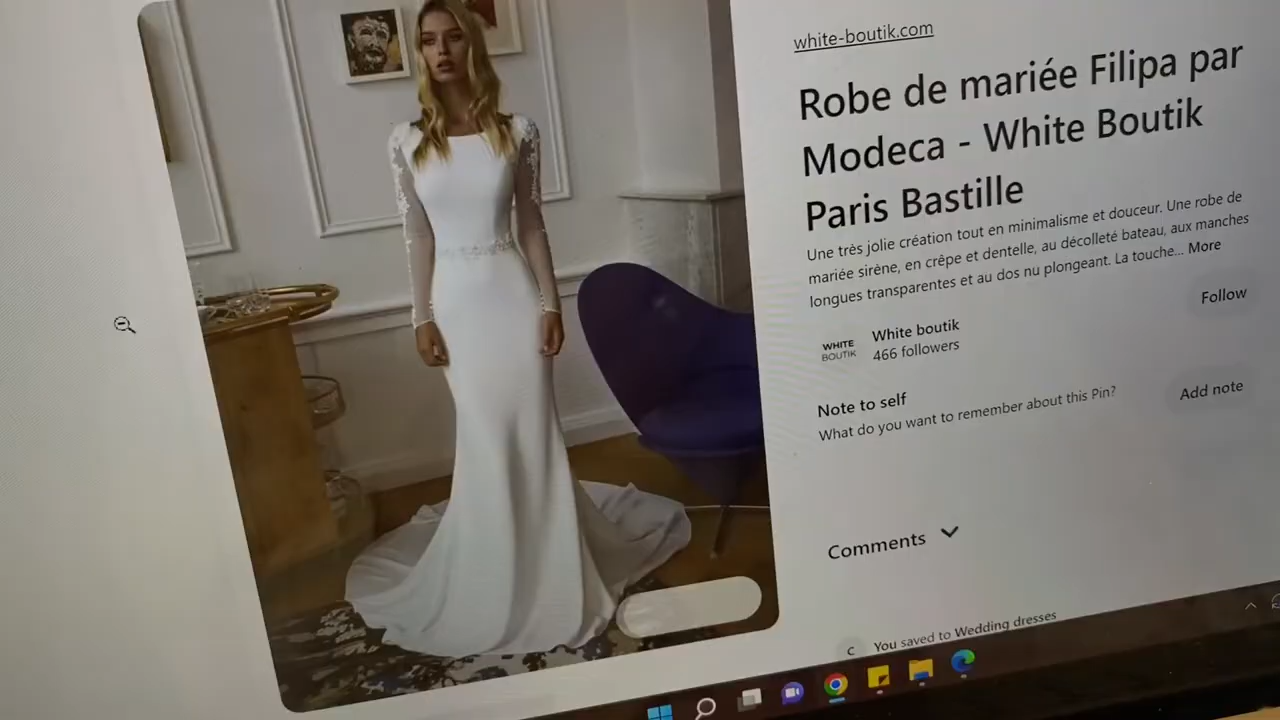 white-boutik.com
Robe de mariée Filipa par
Modeca - White Boutik
Paris Bastille
Une très jolie création tout en minimalisme et douceur. Une robe de
mariée sirène, en crêpe et dentelle, au décolleté bateau, aux manches
longues transparentes et au dos nu plongeant. La touche... More
Follow
WHITE
BOUTIK
White boutik
466 followers
Note to self
What do you want to remember about this Pin?
Add note
Comments
C
You saved to Wedding dresses